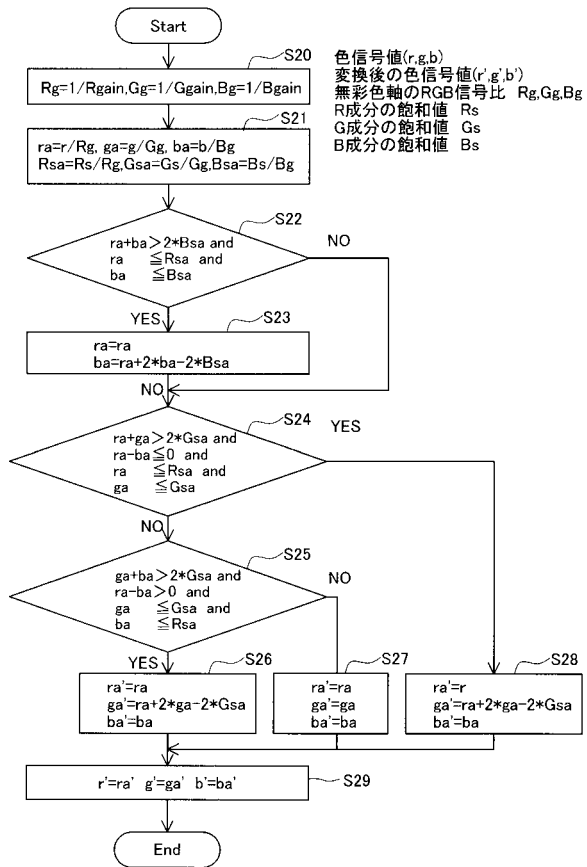 Start
S20
Rg=1/Rgain,Gg=1/Ggain,Bg=1/Bgain
色信号値(r,g,b)
変換後の色信号値(r',g',b')
無彩色軸のRGB信号比 Rg,Gg,Bg
R成分の飽和値 Rs
G成分の飽和値 Gs
B成分の飽和値 Bs
S21
ra=r/Rg, ga=g/Gg, ba=b/Bg
Rsa=Rs/Rg,Gsa=Gs/Gg,Bsa=Bs/Bg
S22
ra+ba>2*Bsa and
ra ≦Rsa and
ba ≦Bsa
NO
YES
S23
ra=ra
ba=ra+2*ba-2*Bsa
NO
S24
ra+ga>2*Gsa and
ra-ba≦0 and
ra ≦Rsa and
ga ≦Gsa
YES
NO
S25
ga+ba>2*Gsa and
ra-ba>0 and
ga ≦Gsa and
ba ≦Rsa
NO
YES
S26
ra'=ra
ga'=ra+2*ga-2*Gsa
ba'=ba
S27
ra'=ra
ga'=ga
ba'=ba
S28
ra'=r
ga'=ra+2*ga-2*Gsa
ba'=ba
S29
r'=ra' g'=ga' b'=ba'
End